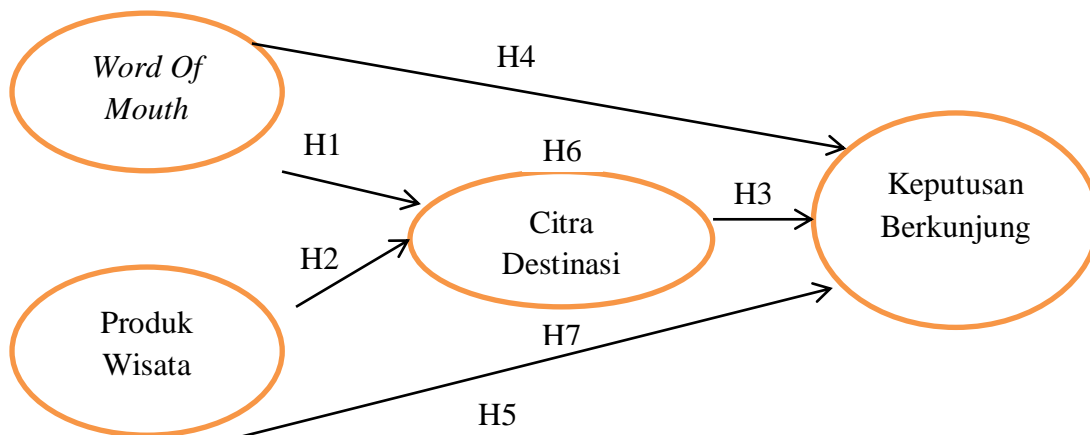 Word Of
Mouth
H4
H1
H6
Citra
Destinasi
H3
Keputusan
Berkunjung
H2
Produk
Wisata
H7
H5